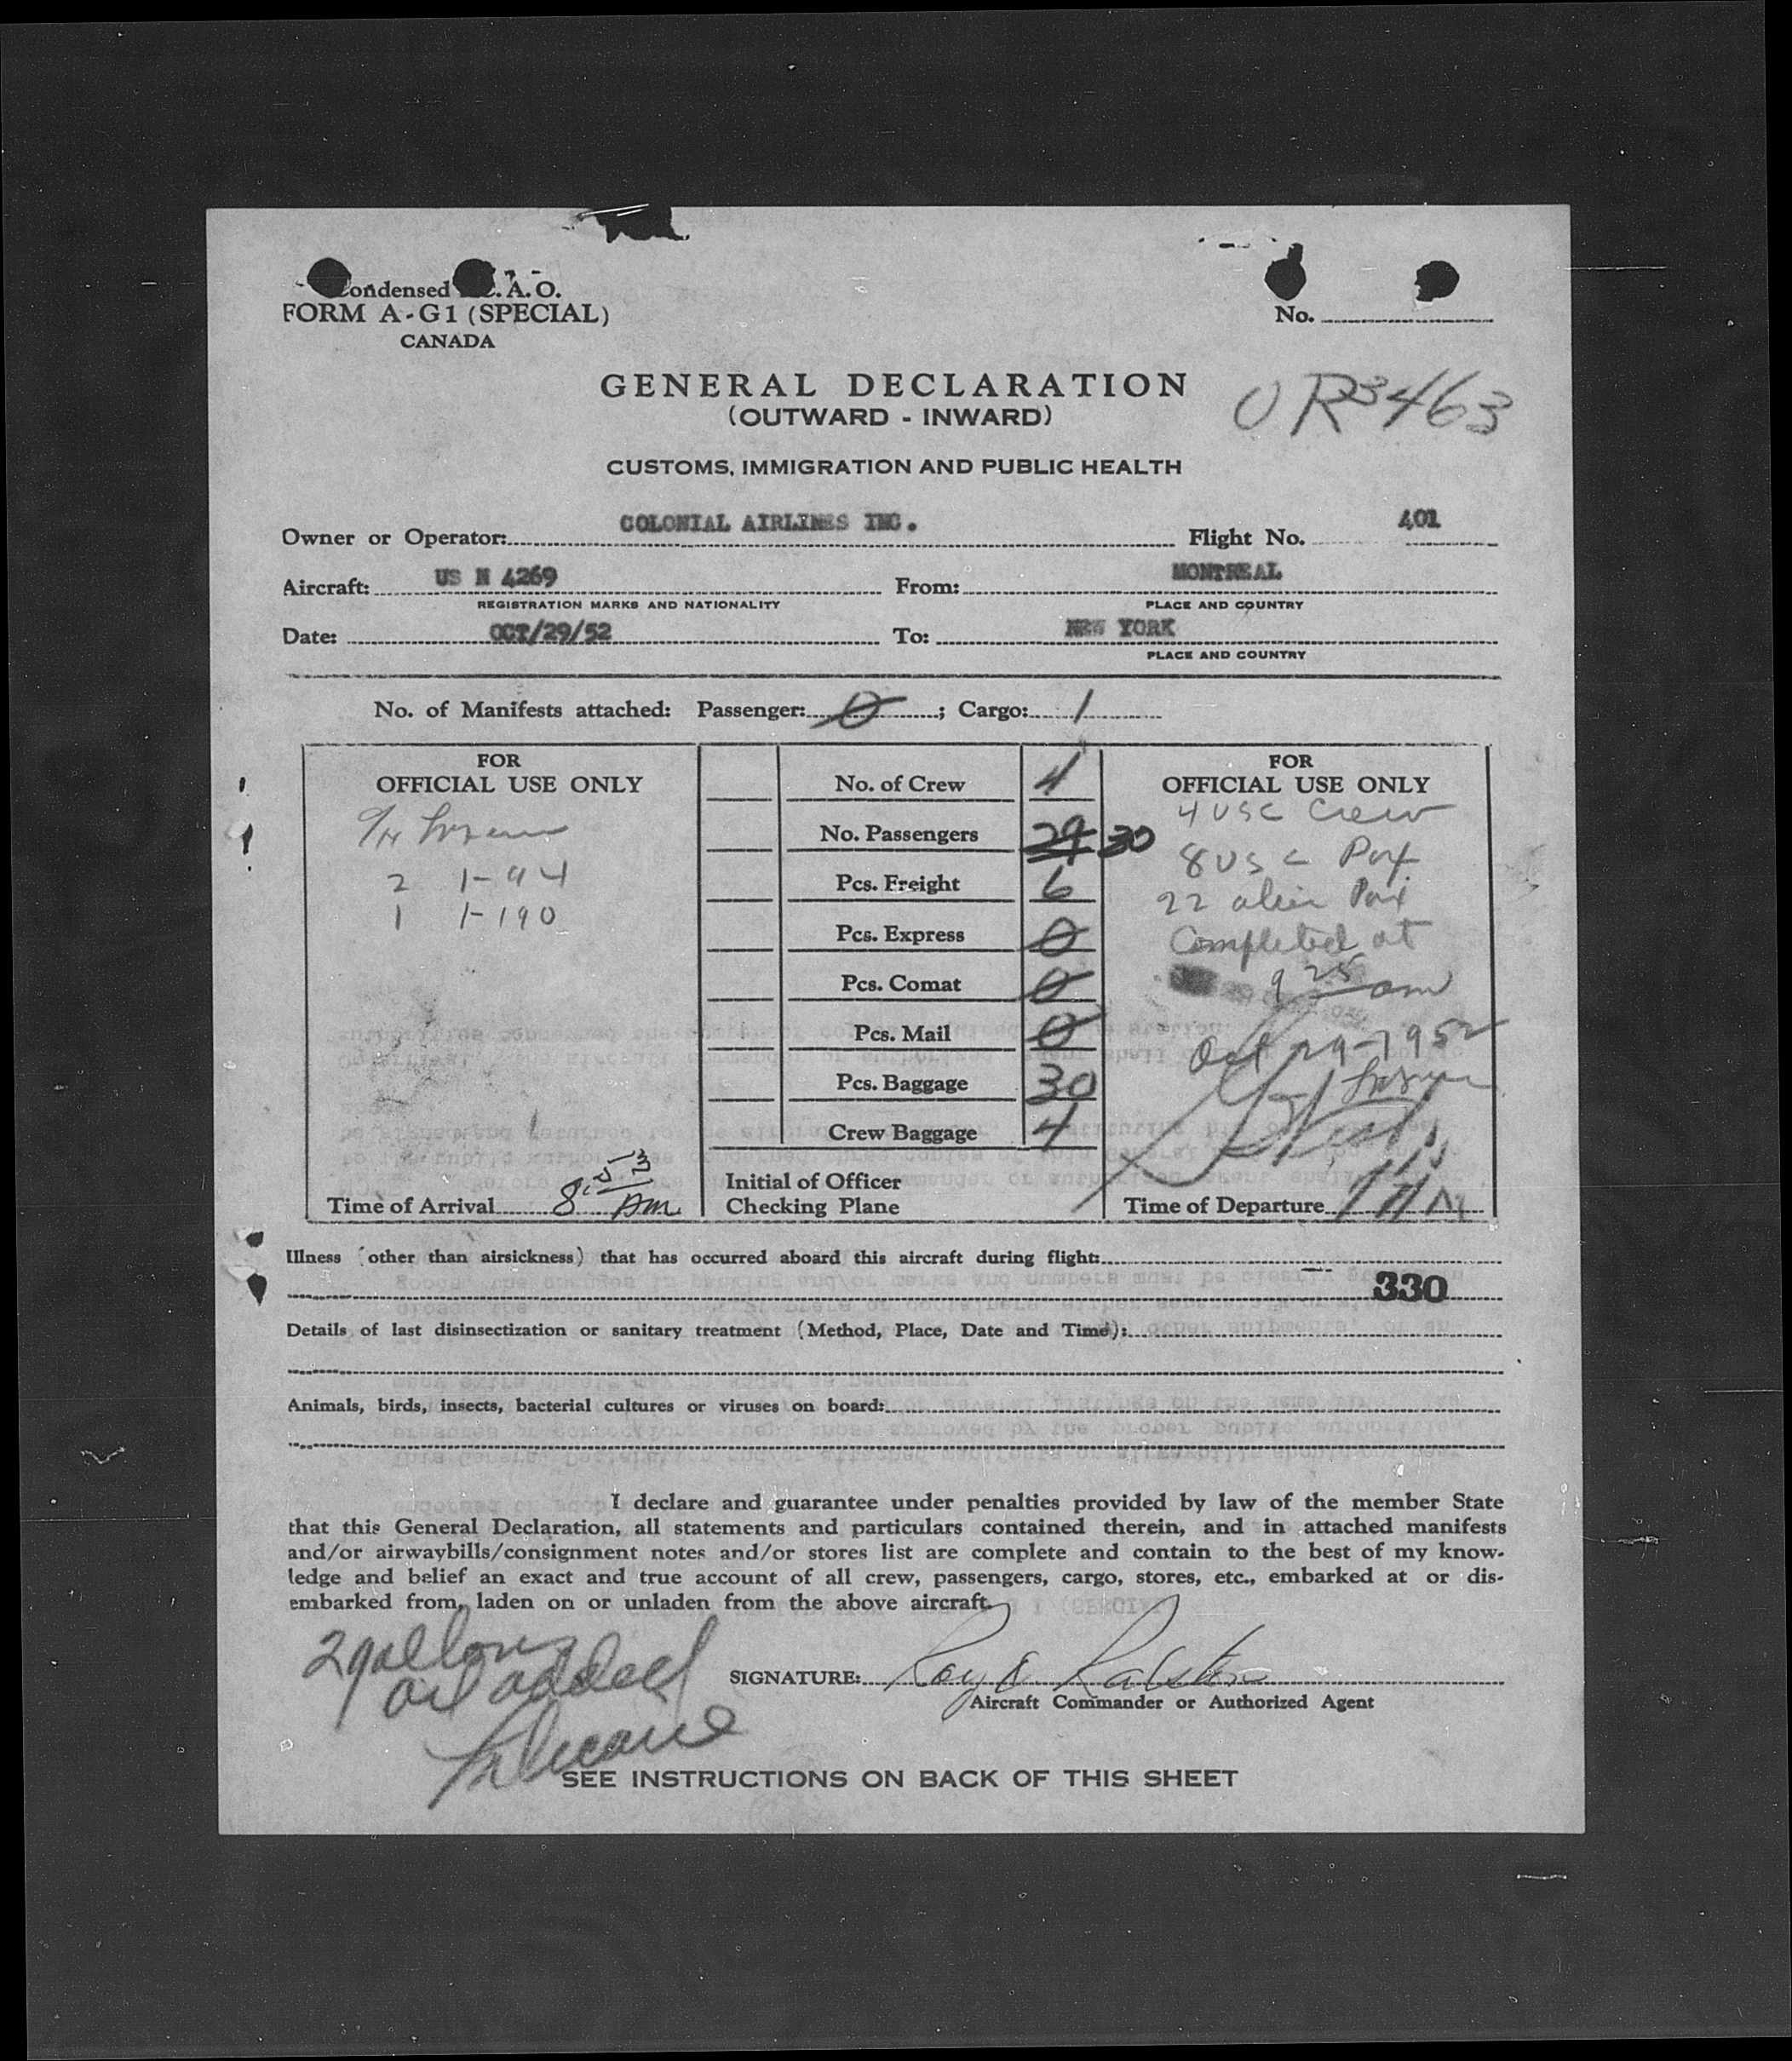 Condensed I.C.A.O.
FORM A-G1 (SPECIAL)
CANADA
No.
GENERAL DECLARATION
(OUTWARD - INWARD)
OR3463
CUSTOMS, IMMIGRATION AND PUBLIC HEALTH
Owner or Operator: COLONIAL AIRLINES INC. Flight No. 401
Aircraft: US N 4269 From: MONTREAL
REGISTRATION MARKS AND NATIONALITY PLACE AND COUNTRY
Date: OCT/29/52 To: NEW YORK
PLACE AND COUNTRY
No. of Manifests attached: Passenger: 0 ; Cargo: 1
FOR
OFFICIAL USE ONLY
2 1-94
1 1-190
Time of Arrival 8:53 AM
No. of Crew 4
No. Passengers 29 30
Pcs. Freight 6
Pcs. Express 0
Pcs. Comat 0
Pcs. Mail 0
Pcs. Baggage 30
Crew Baggage 4
Initial of Officer
Checking Plane
FOR
OFFICIAL USE ONLY
4 USC Crew
8 USC Pax
22 alien Pax
Completed at
9 25 am
Oct 29-1952
Time of Departure
Illness (other than airsickness) that has occurred aboard this aircraft during flight:
330
Details of last disinsectization or sanitary treatment (Method, Place, Date and Time):
Animals, birds, insects, bacterial cultures or viruses on board:
I declare and guarantee under penalties provided by law of the member State
that this General Declaration, all statements and particulars contained therein, and in attached manifests
and/or airwaybills/consignment notes and/or stores list are complete and contain to the best of my know-
ledge and belief an exact and true account of all crew, passengers, cargo, stores, etc., embarked at or dis-
embarked from, laden on or unladen from the above aircraft.
2 gallons
oil added
SIGNATURE: Roy Ralston
Aircraft Commander or Authorized Agent
SEE INSTRUCTIONS ON BACK OF THIS SHEET